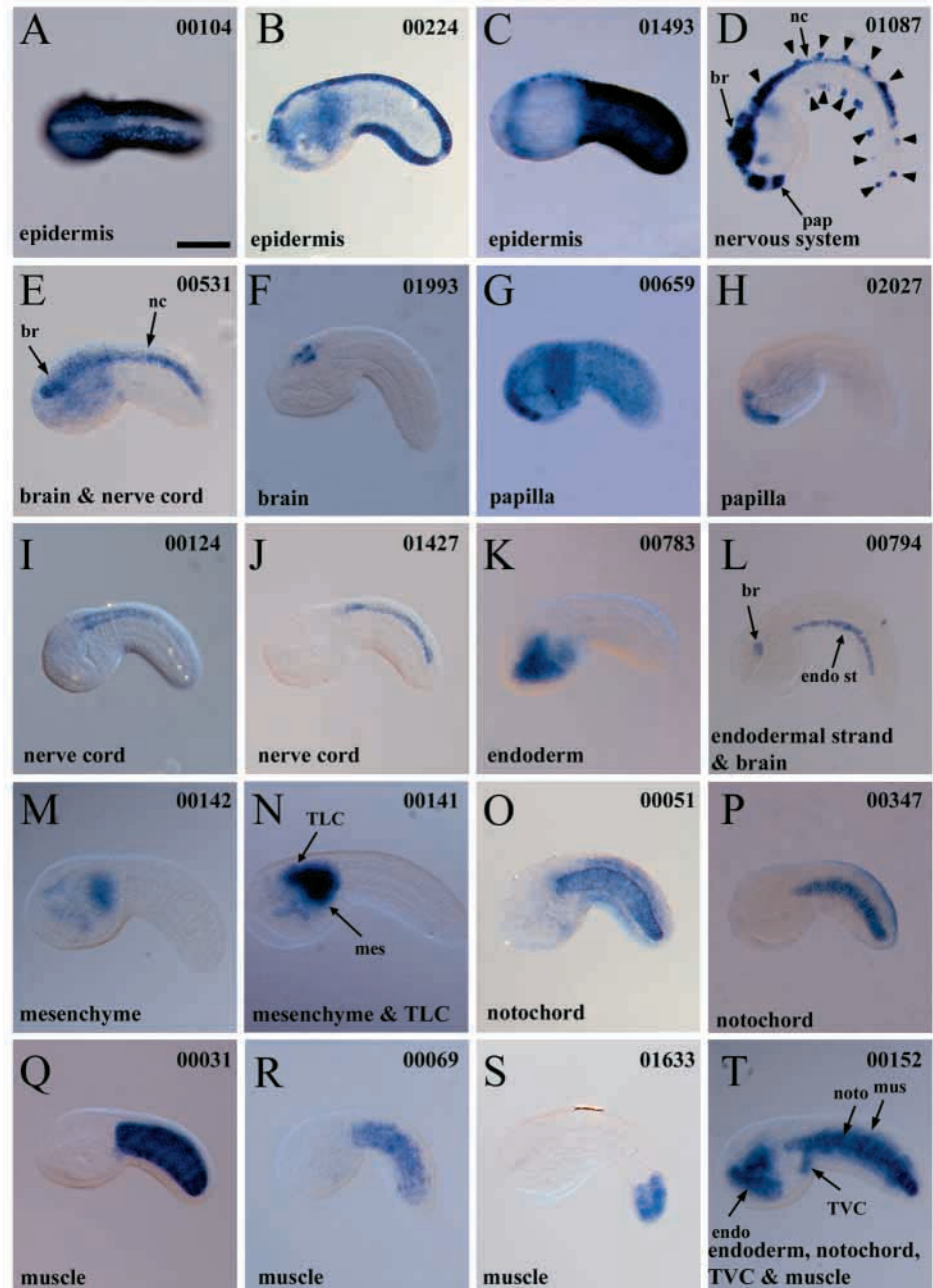 A 00104
epidermis
B 00224
epidermis
C 01493
epidermis
D 01087
nc
br
pap
nervous system
E 00531
nc
br
brain & nerve cord
F 01993
brain
G 00659
papilla
H 02027
papilla
I 00124
nerve cord
J 01427
nerve cord
K 00783
endoderm
L 00794
br
endo st
endodermal strand
& brain
M 00142
mesenchyme
N 00141
TLC
mes
mesenchyme & TLC
O 00051
notochord
P 00347
notochord
Q 00031
muscle
R 00069
muscle
S 01633
muscle
T 00152
noto mus
TVC
endo
endoderm, notochord,
TVC & muscle